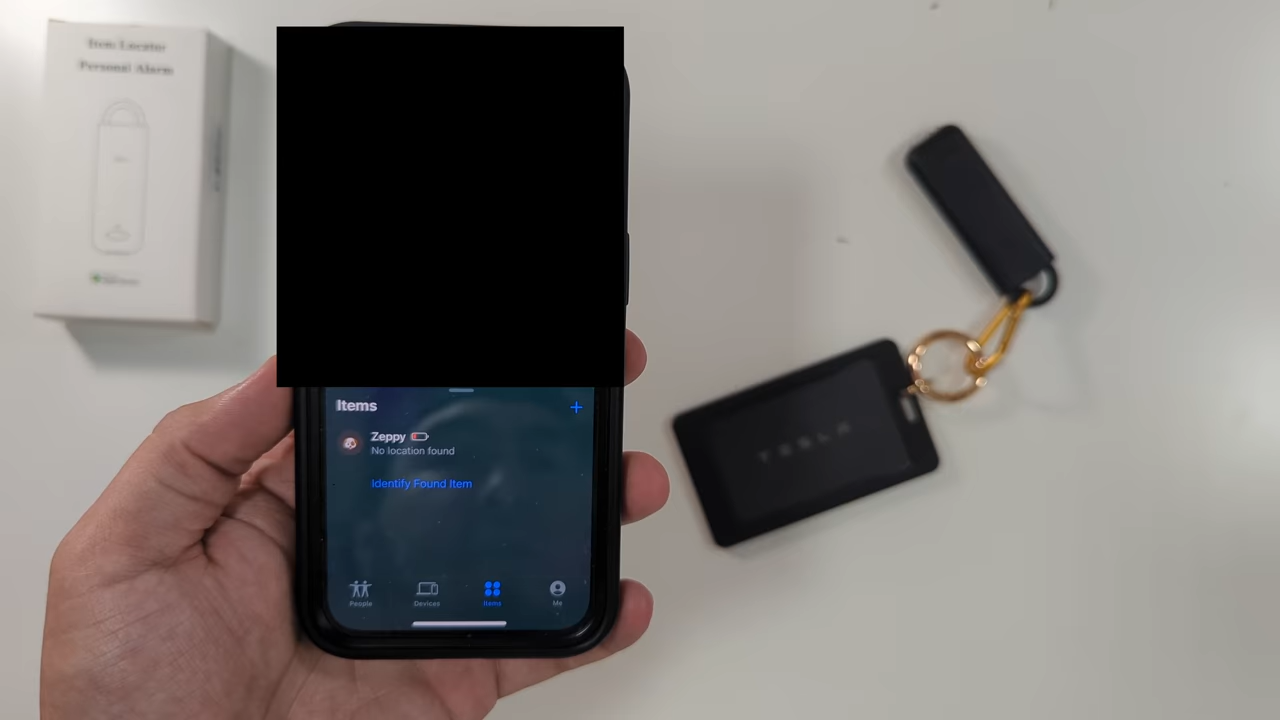 Item Locator
Personal Alarm
Items
+
Zeppy
No location found
Identify Found Item
People
Devices
Items
Me
TESLA